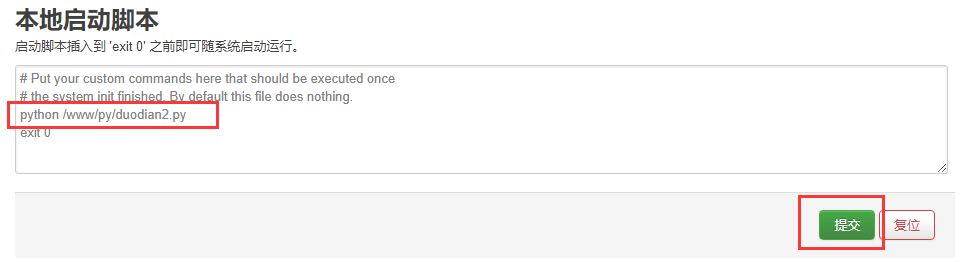 本地启动脚本
启动脚本插入到 'exit 0' 之前即可随系统启动运行。
# Put your custom commands here that should be executed once
# the system init finished. By default this file does nothing.
python /www/py/duodian2.py
exit 0
提交 复位